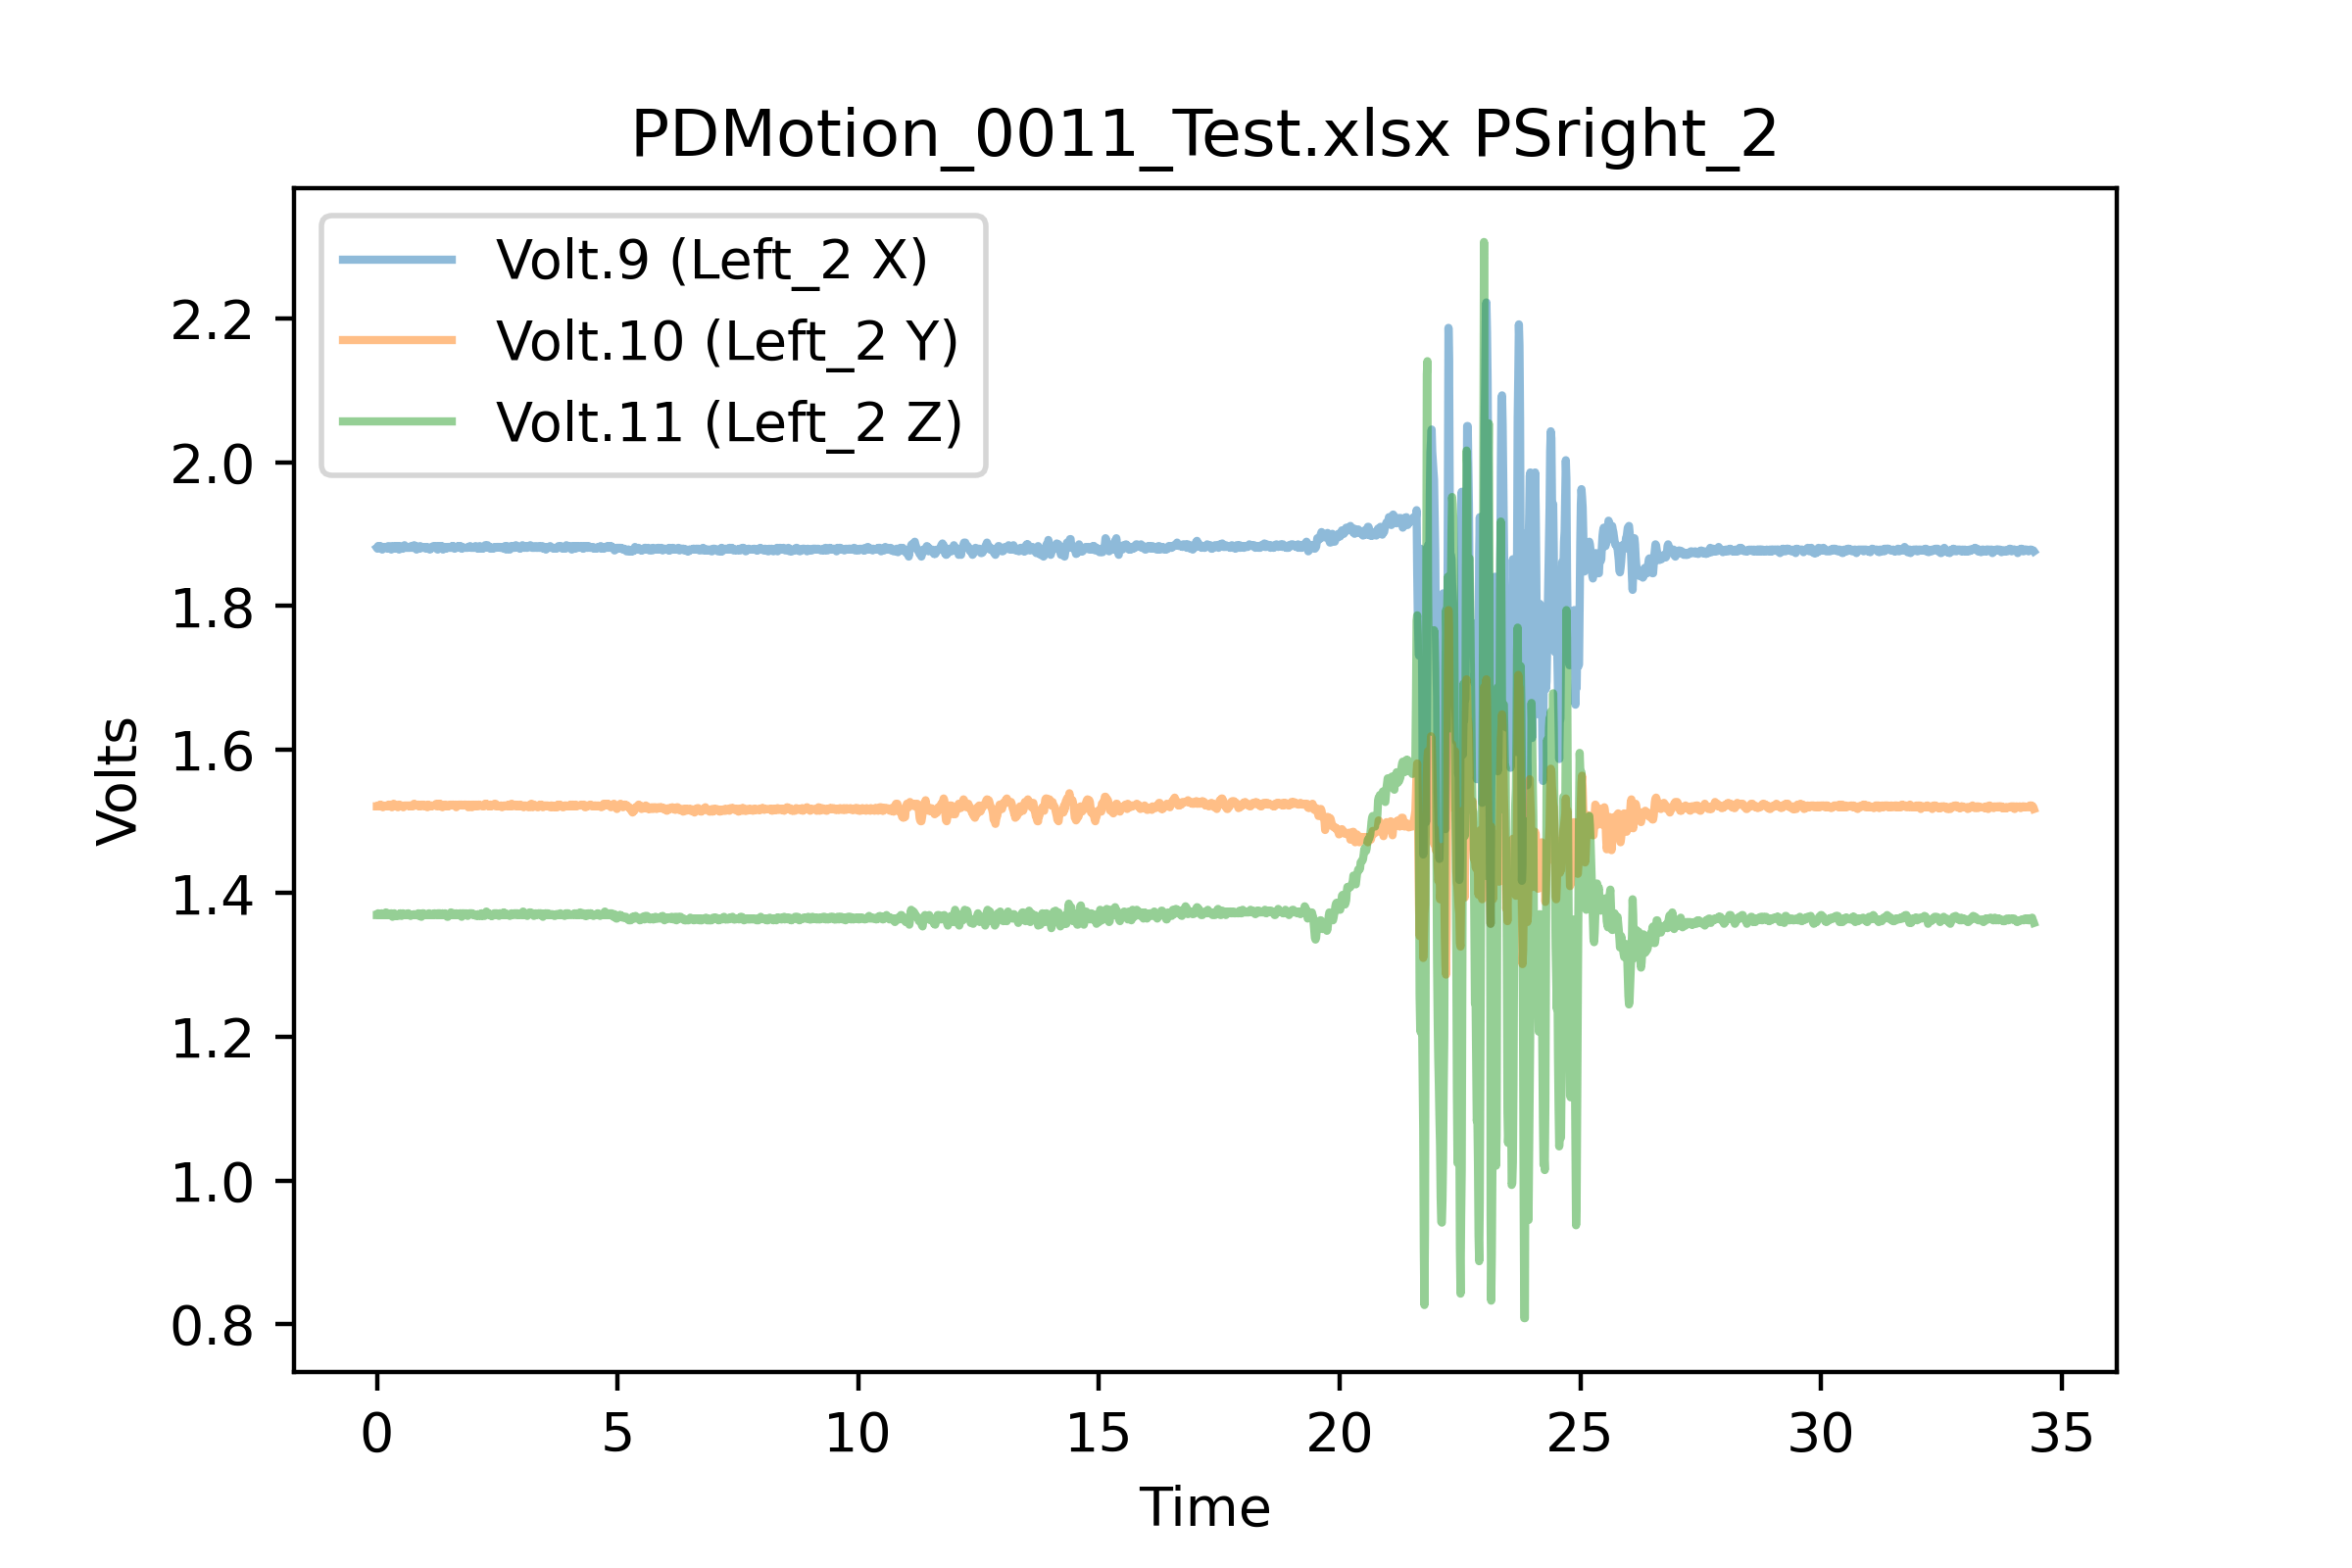 PDMotion_0011_Test.xlsx PSright_2
Volt.9 (Left_2 X)
Volt.10 (Left_2 Y)
Volt.11 (Left_2 Z)
Volts
2.2
2.0
1.8
1.6
1.4
1.2
1.0
0.8
0 5 10 15 20 25 30 35
Time